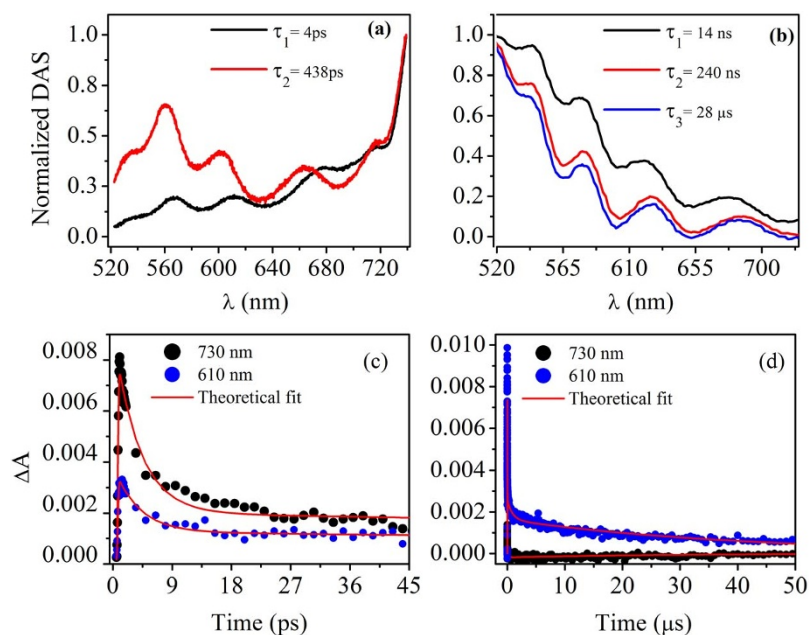 (a)
τ1= 4ps
τ2= 438ps
Normalized DAS
1.0
0.8
0.5
0.3
0.0
522 560 600 640 680 720
λ (nm)
(b)
τ1= 14 ns
τ2= 240 ns
τ3= 28 µs
1.0
0.8
0.6
0.4
0.2
0.0
520 565 610 655 700
λ (nm)
(c)
730 nm
610 nm
Theoretical fit
ΔA
0.008
0.006
0.004
0.002
0.000
0 9 18 27 36 45
Time (ps)
(d)
730 nm
610 nm
Theoretical fit
0.010
0.008
0.006
0.004
0.002
0.000
0 10 20 30 40 50
Time (µs)